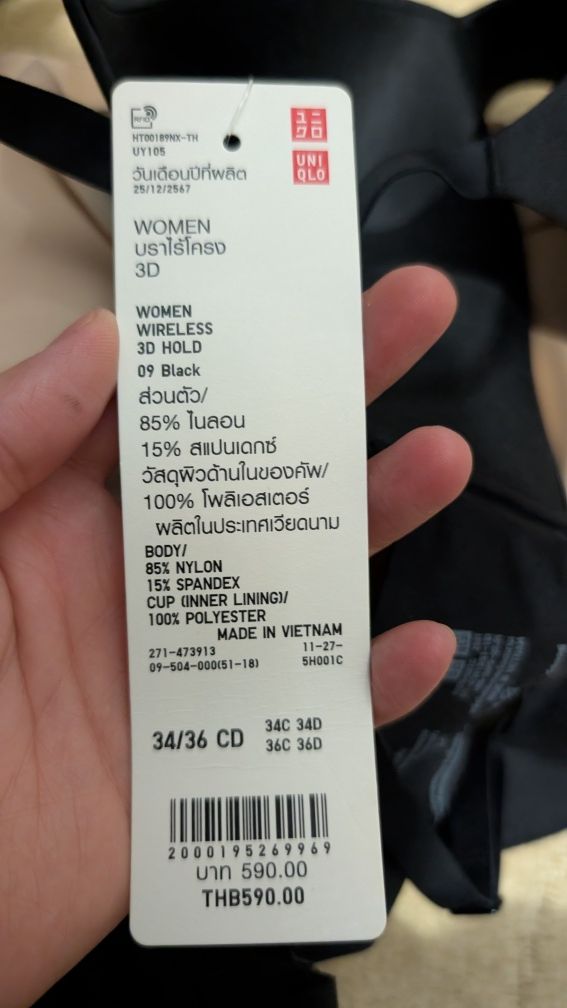 RFID
HT00189NX-TH
UY105
วันเดือนปีที่ผลิต
25/12/2567
ユニ
クロ
UNI
QLO
WOMEN
บราไร้โครง
3D
WOMEN
WIRELESS
3D HOLD
09 Black
ส่วนตัว/
85% ไนลอน
15% สแปนเดกซ์
วัสดุผิวด้านในของคัพ/
100% โพลิเอสเตอร์
ผลิตในประเทศเวียดนาม
BODY/
85% NYLON
15% SPANDEX
CUP (INNER LINING)/
100% POLYESTER
MADE IN VIETNAM
271-473913 11-27-
09-504-000(51-18) 5H001C
34/36 CD
34C 34D
36C 36D
2000195269969
บาท 590.00
THB590.00